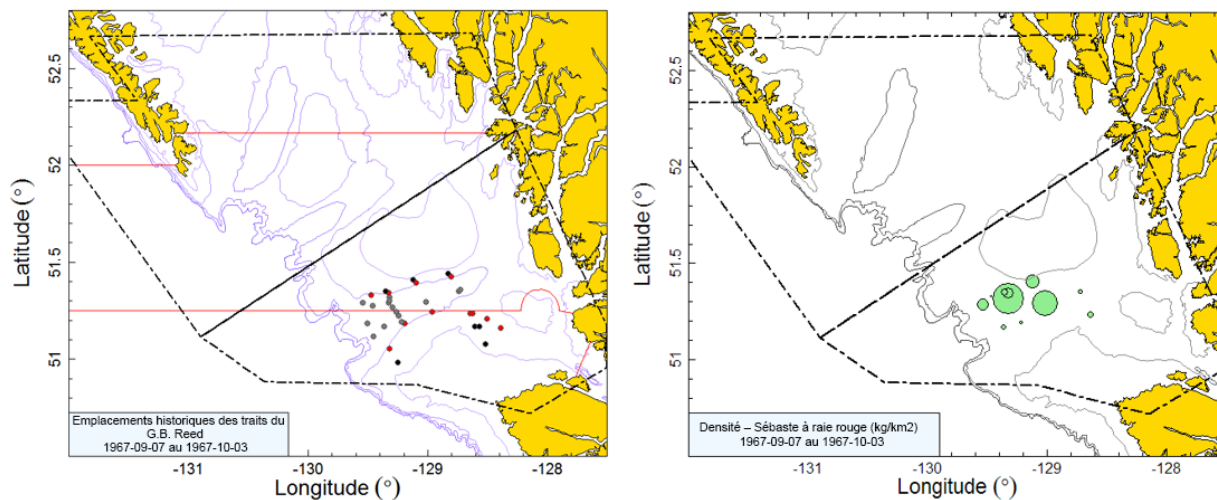 Latitude (°)
52,5
52
51,5
51
Emplacements historiques des traits du
G.B. Reed
1967-09-07 au 1967-10-03
-131
-130
-129
-128
Longitude (°)
Latitude (°)
52,5
52
51,5
51
Densité – Sébaste à raie rouge (kg/km2)
1967-09-07 au 1967-10-03
-131
-130
-129
-128
Longitude (°)